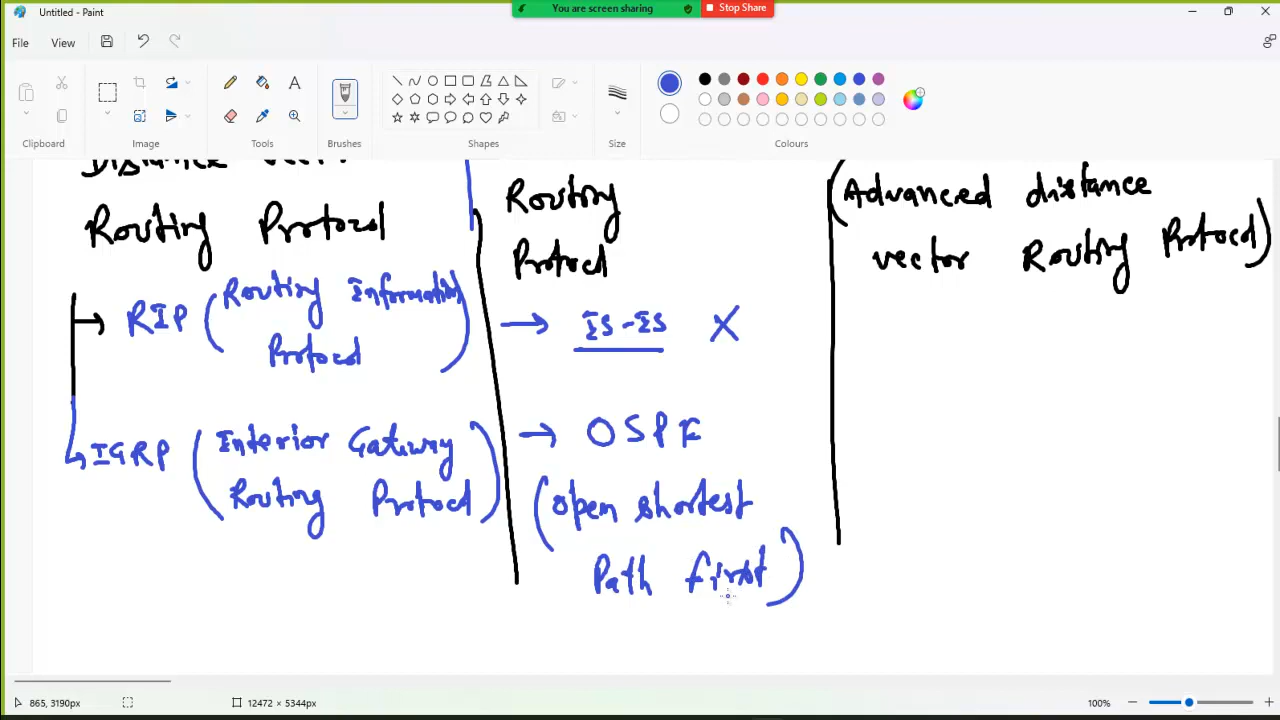 You are screen sharing
Stop Share
Untitled - Paint
File
View
Clipboard
Image
Tools
Brushes
Shapes
Size
Colours
Distance vector
Routing Protocol
RIP (Routing Information
Protocol)
IGRP (Interior Gateway
Routing Protocol)
Routing
Protocol
→ IS-IS X
→ OSPF
(Open shortest
Path first)
(Advanced distance
vector Routing Protocol)
865, 3190px
12472 × 5344px
100%